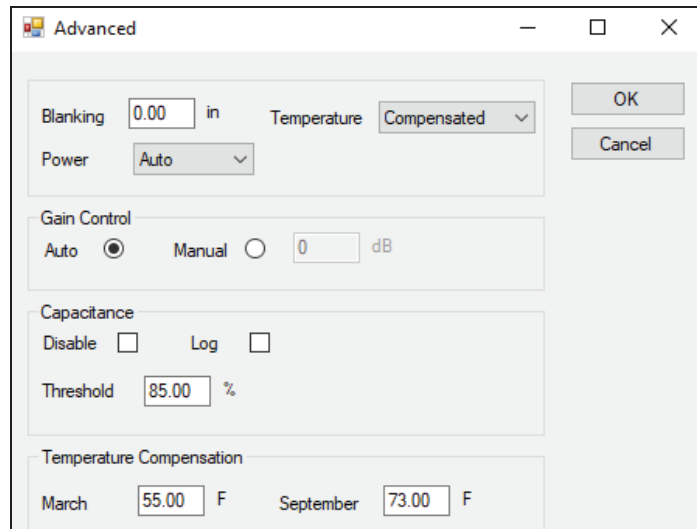 Advanced
OK
Blanking 0.00 in Temperature Compensated
Cancel
Power Auto
Gain Control
Auto Manual 0 dB
Capacitance
Disable Log
Threshold 85.00 %
Temperature Compensation
March 55.00 F September 73.00 F